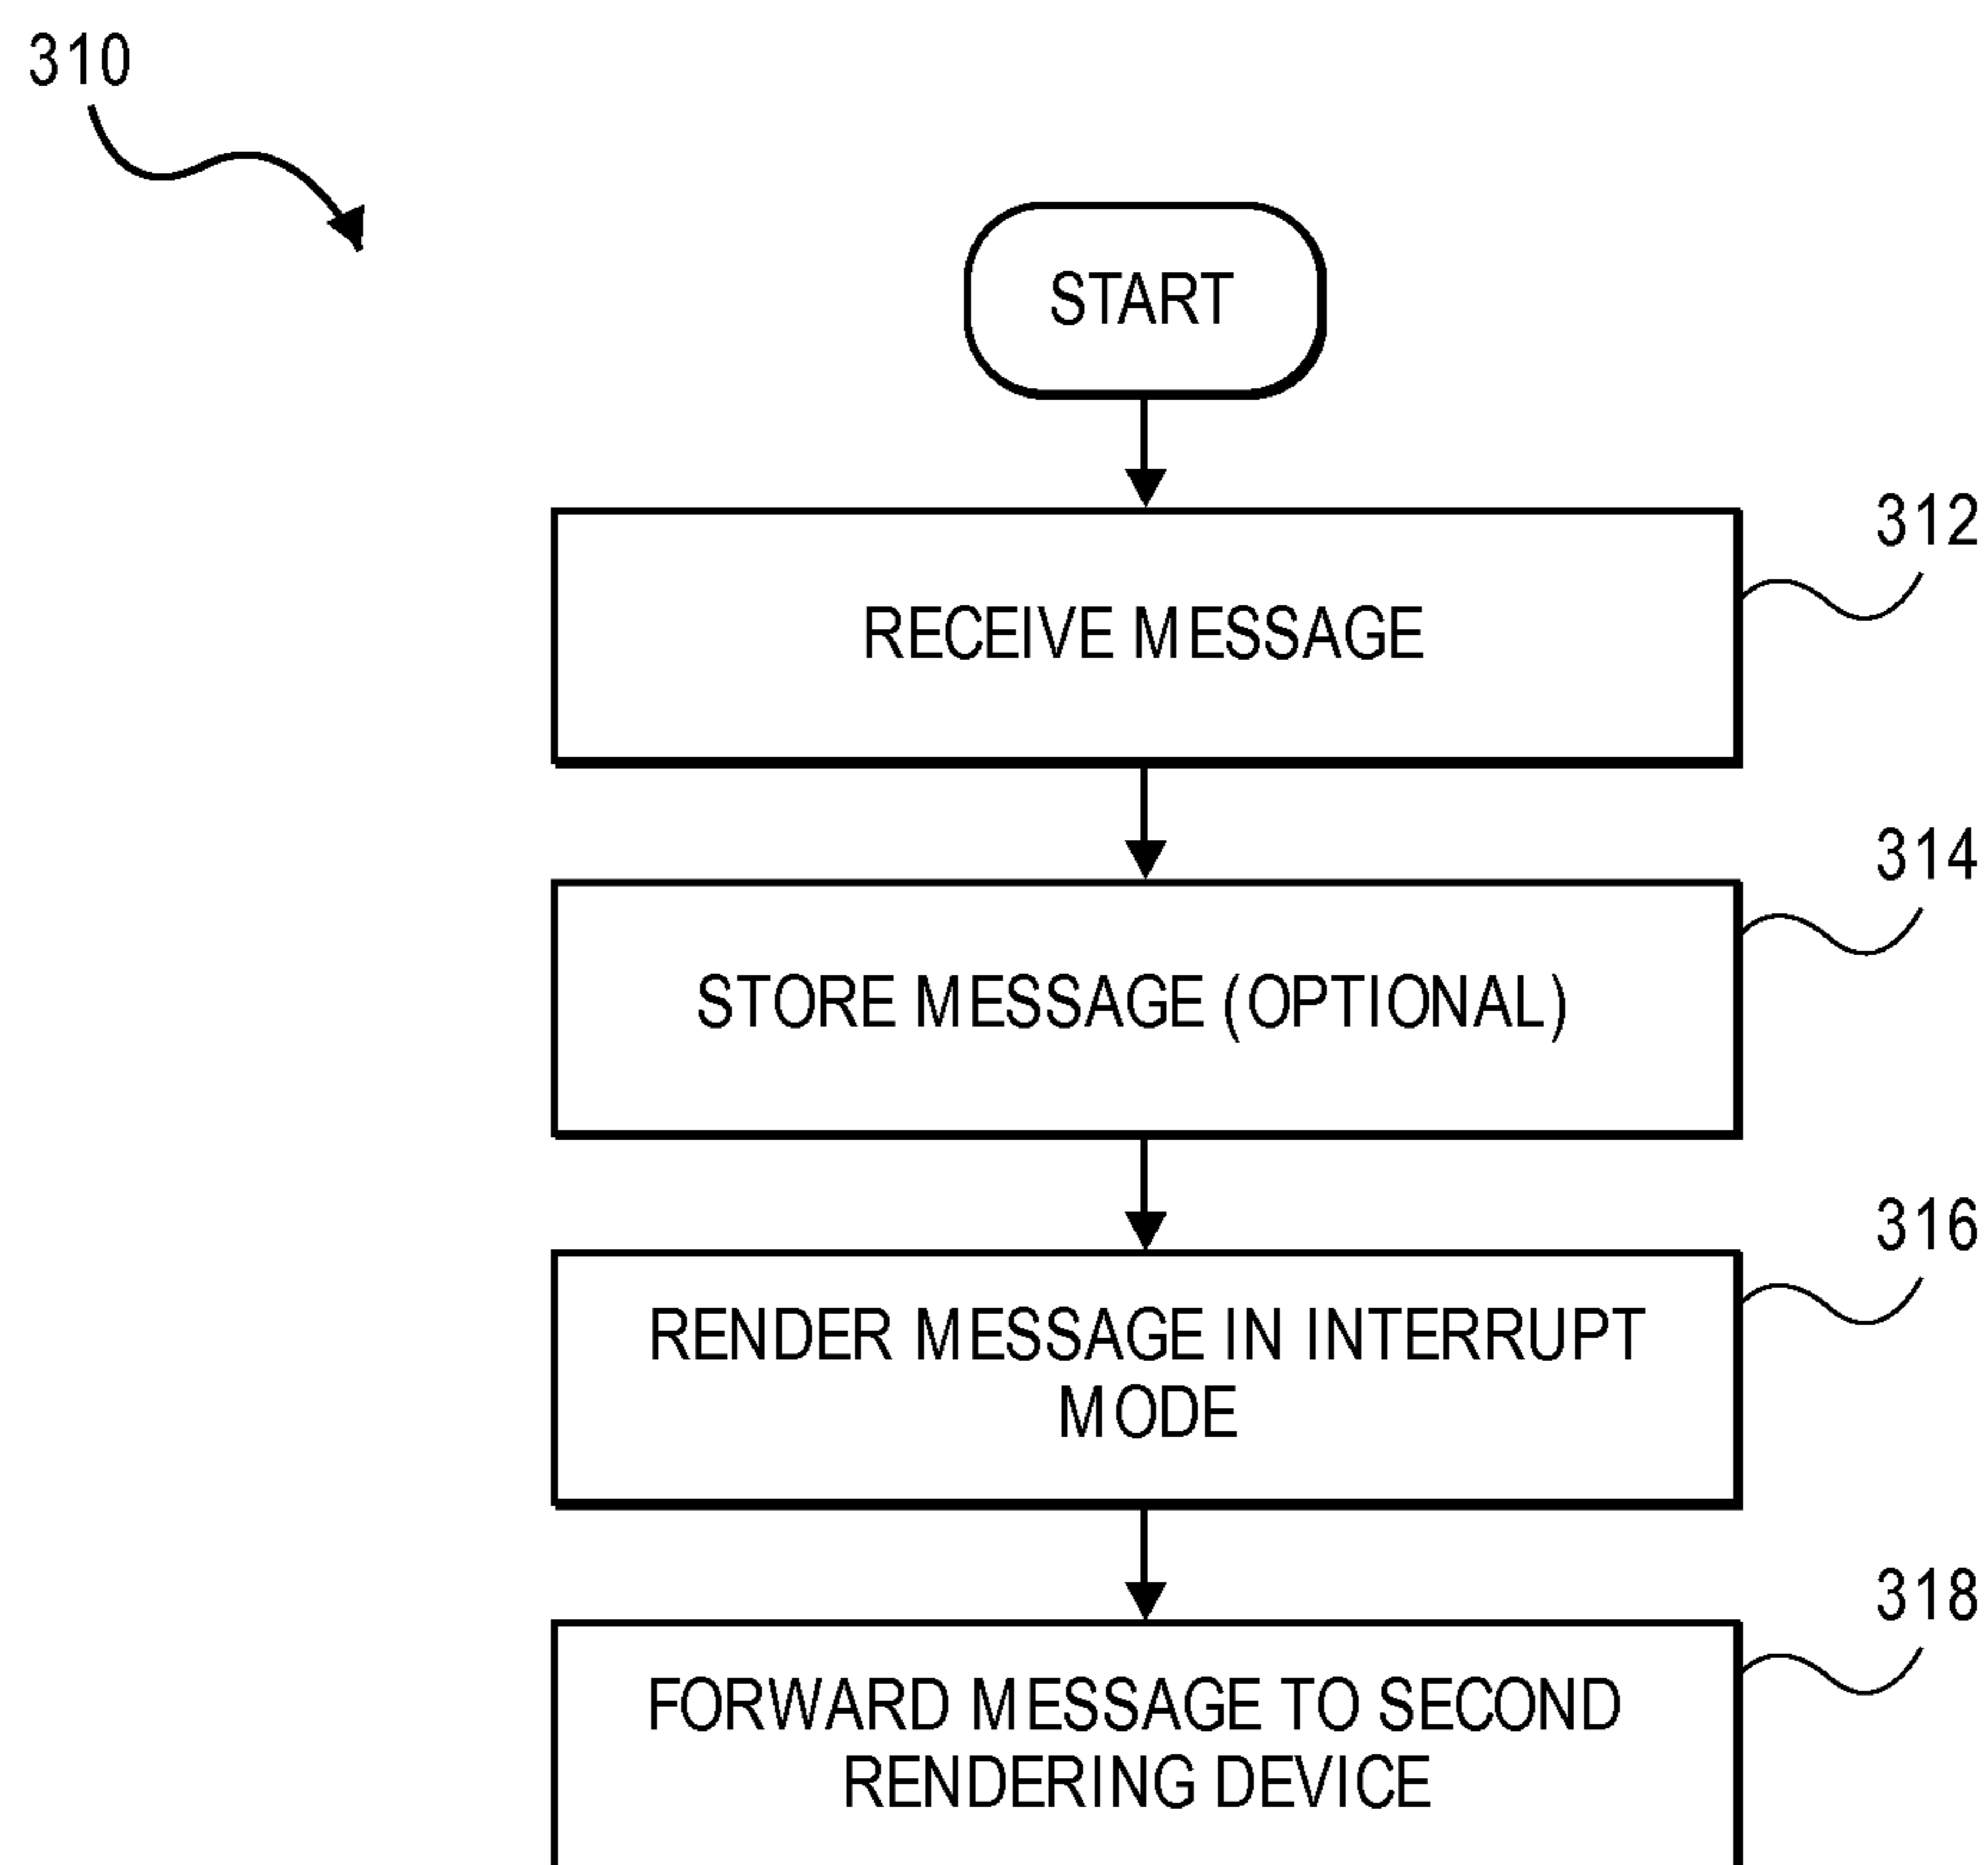 310
START
312
RECEIVE MESSAGE
314
STORE MESSAGE (OPTIONAL)
316
RENDER MESSAGE IN INTERRUPT
MODE
318
FORWARD MESSAGE TO SECOND
RENDERING DEVICE